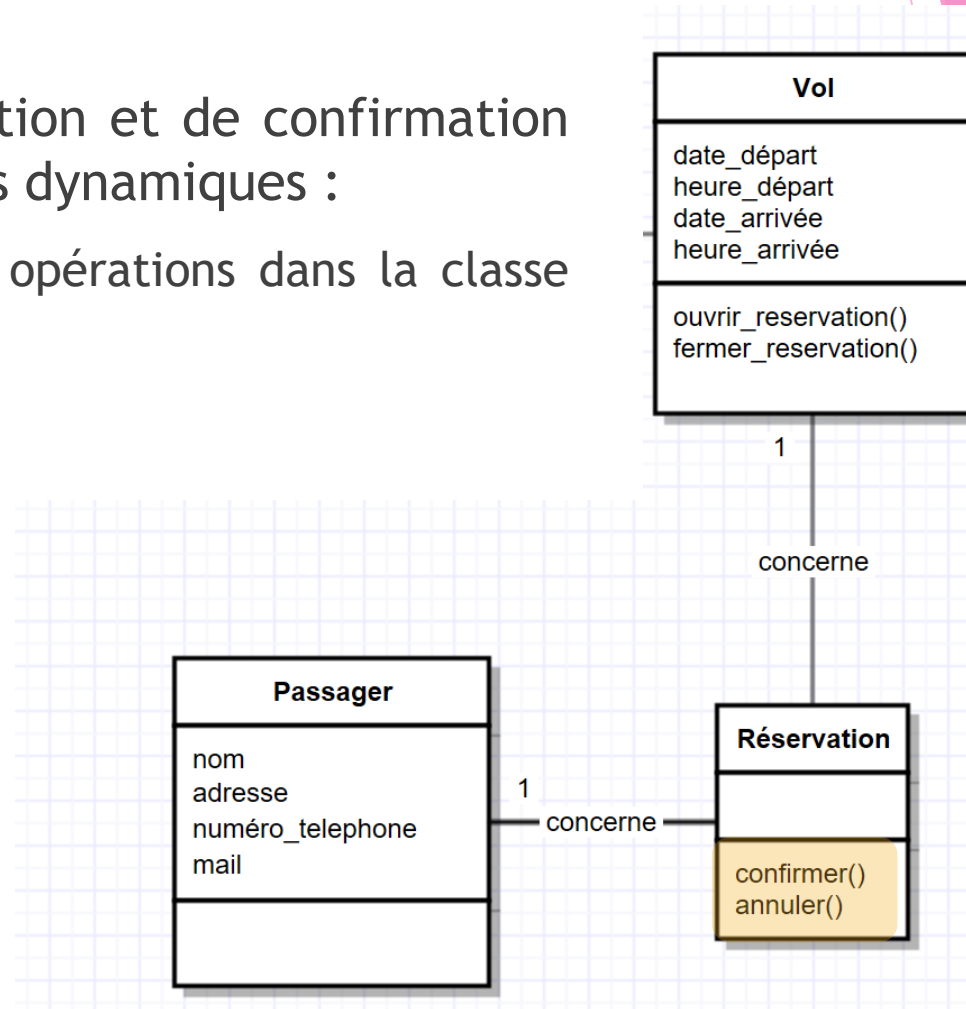 tion et de confirmation
s dynamiques :
opérations dans la classe
Vol
date_départ
heure_départ
date_arrivée
heure_arrivée
ouvrir_reservation()
fermer_reservation()
1
concerne
Passager
nom
adresse
numéro_telephone
mail
1
concerne
Réservation
confirmer()
annuler()